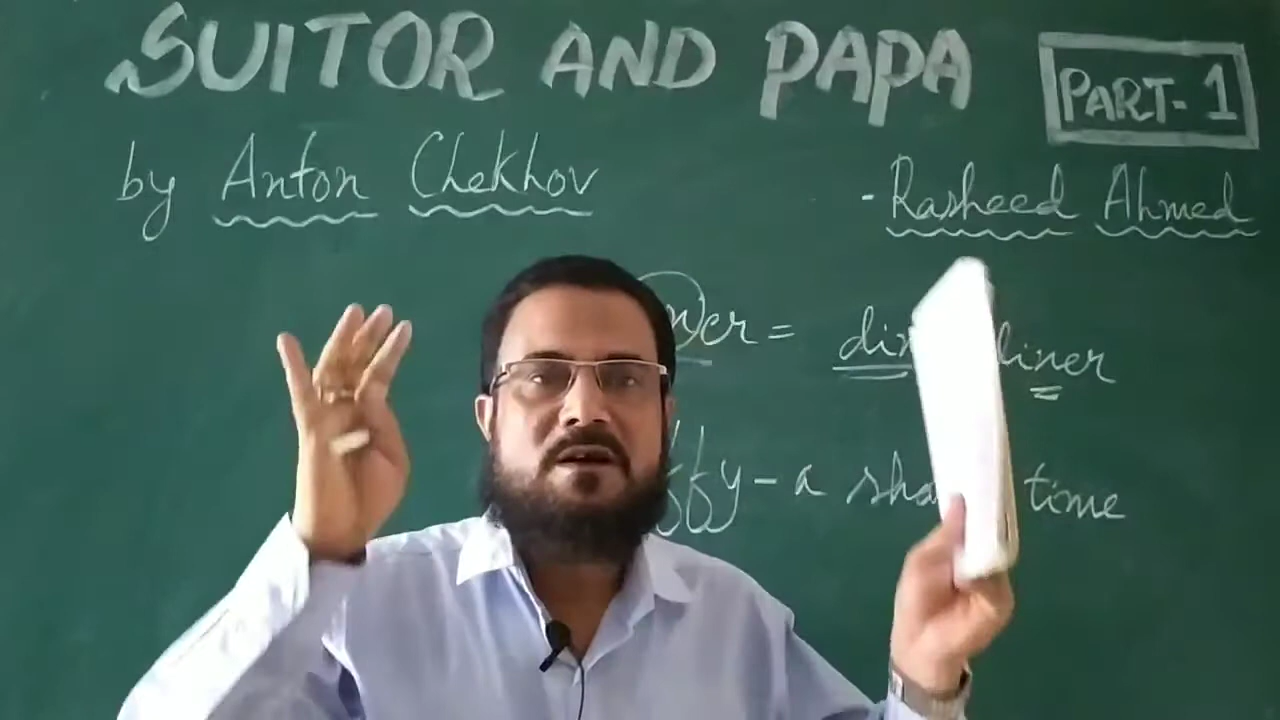 SUITOR AND PAPA
PART-1
by Anton Chekhov
-Rasheed Ahmed
=
- a time